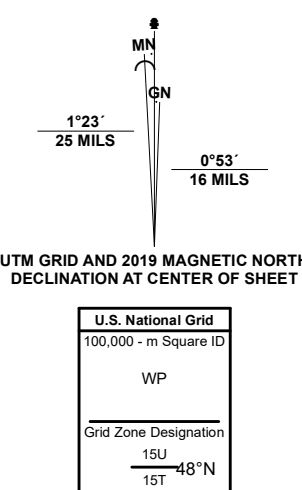 MN
GN
1°23´
25 MILS
0°53´
16 MILS
UTM GRID AND 2019 MAGNETIC NORTH
DECLINATION AT CENTER OF SHEET
U.S. National Grid
100,000 - m Square ID
WP
Grid Zone Designation
15U
48°N
15T